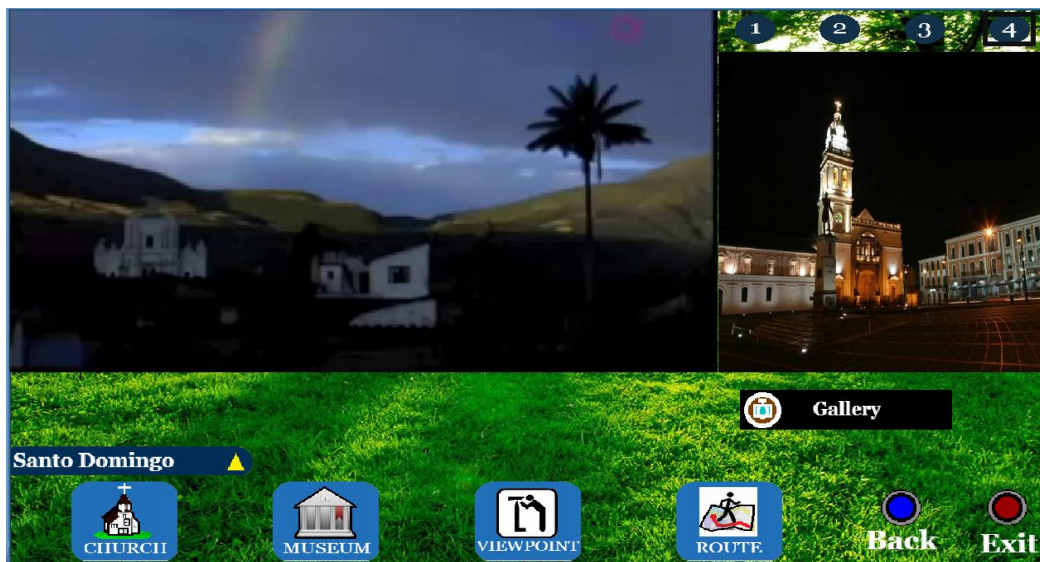 1 2 3 4
Gallery
Santo Domingo
CHURCH MUSEUM VIEWPOINT ROUTE Back Exit